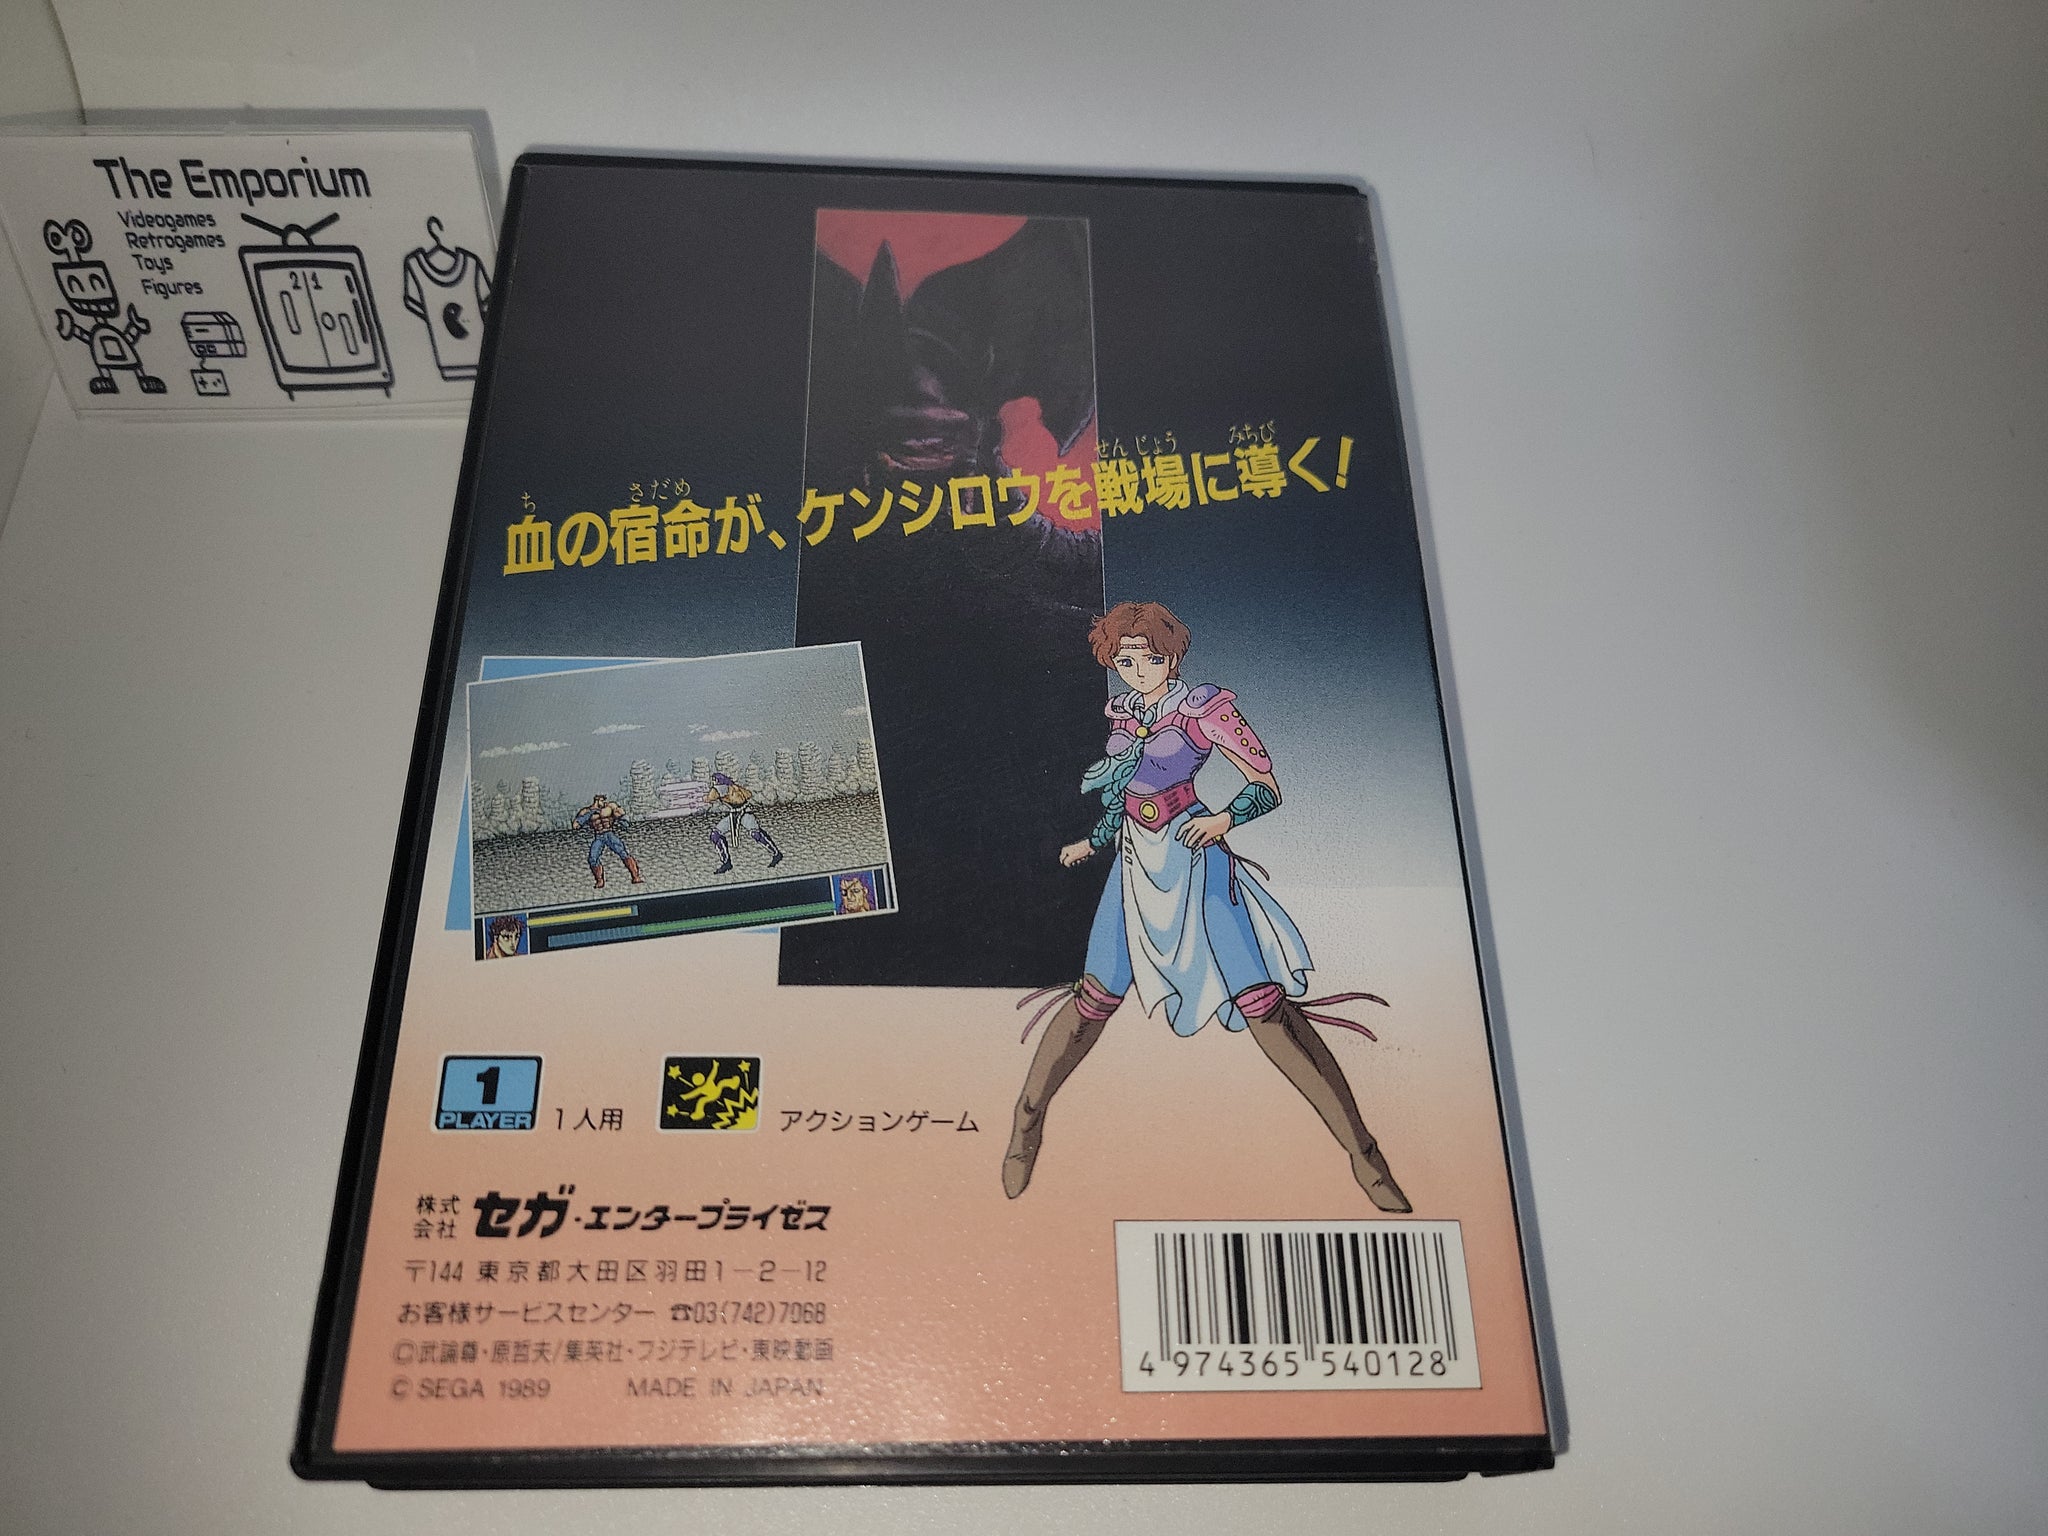 The Emporium
Videogames
Retrogames
Toys
Figures
2 1
ち さだめ せんじょう みちび
血の宿命が、ケンシロウを戦場に導く!
1
PLAYER
1人用
アクションゲーム
株式
会社
セガ・エンタープライゼス
〒144 東京都大田区羽田1-2-12
お客様サービスセンター ☎03(742)7068
©武論尊・原哲夫/集英社・フジテレビ・東映動画
© SEGA 1989 MADE IN JAPAN
4 974365 540128